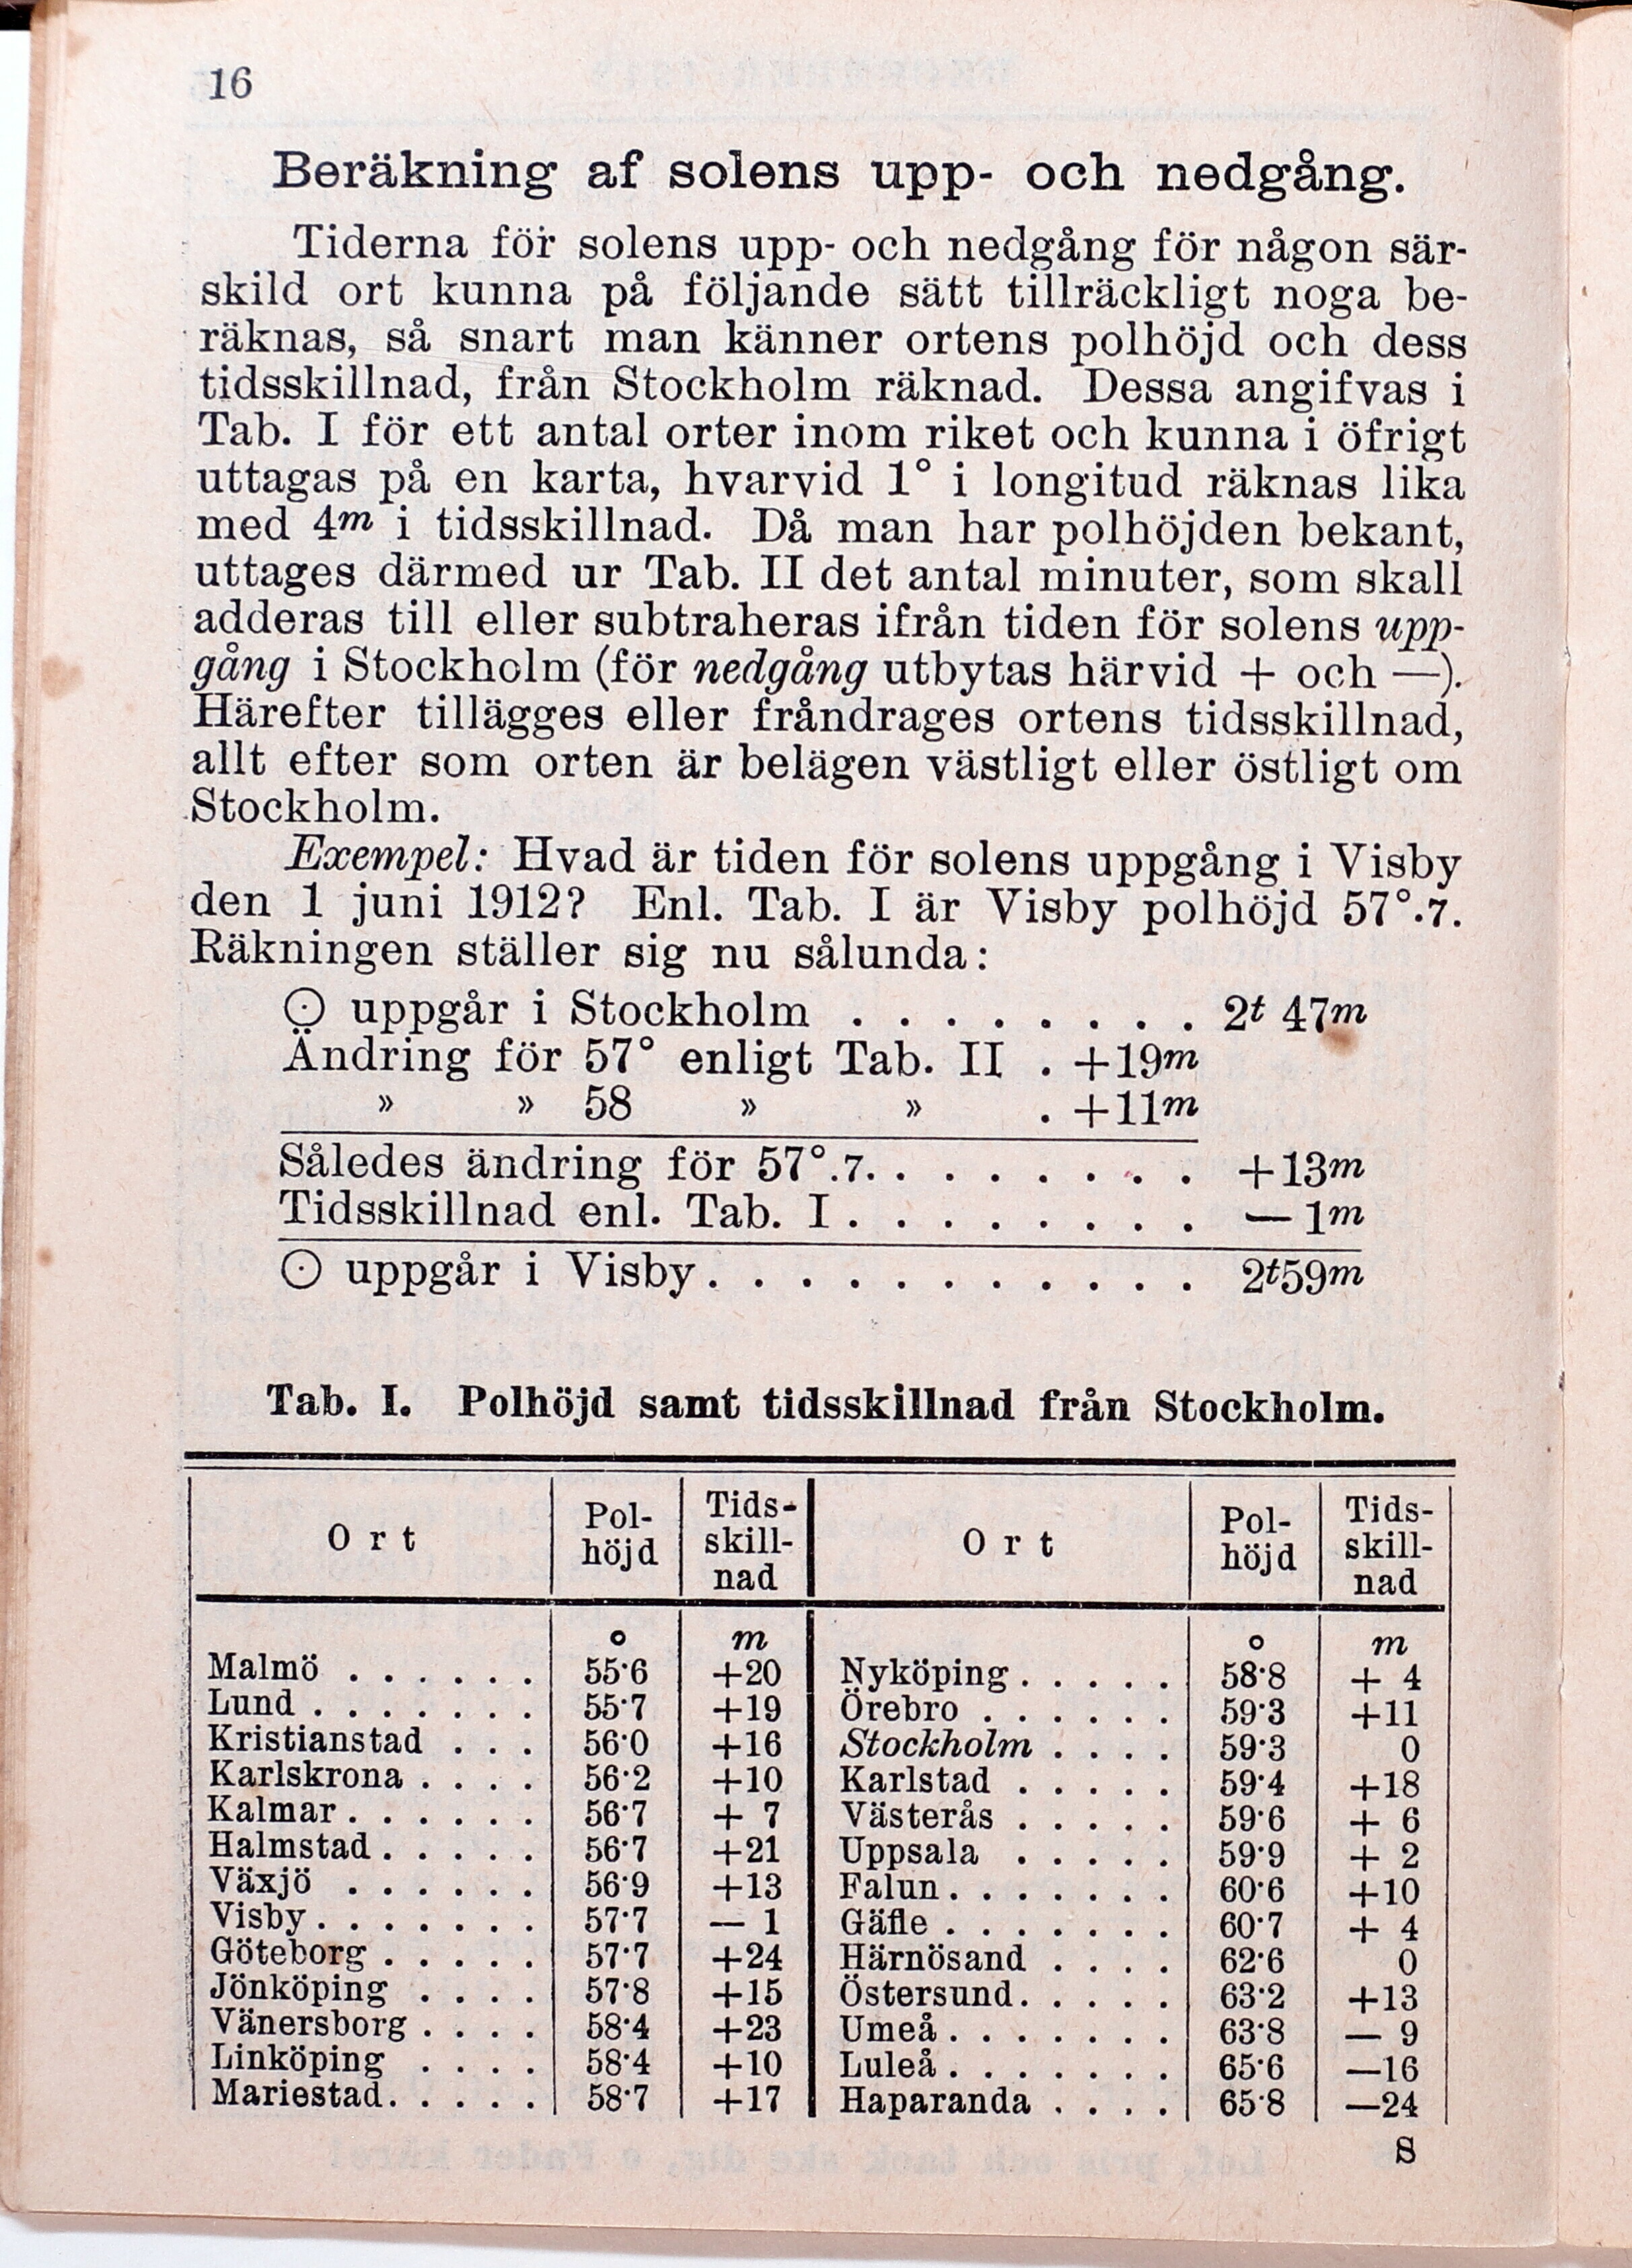 16
Beräkning af solens upp- och nedgång.
Tiderna för solens upp- och nedgång för någon sär-
skild ort kunna på följande sätt tillräckligt noga be-
räknas, så snart man känner ortens polhöjd och dess
tidsskillnad, från Stockholm räknad. Dessa angifvas i
Tab. I för ett antal orter inom riket och kunna i öfrigt
uttagas på en karta, hvarvid 1° i longitud räknas lika
med 4m i tidsskillnad. Då man har polhöjden bekant,
uttages därmed ur Tab. II det antal minuter, som skall
adderas till eller subtraheras ifrån tiden för solens upp-
gång i Stockholm (för nedgång utbytas härvid + och —).
Härefter tillägges eller fråndrages ortens tidsskillnad,
allt efter som orten är belägen västligt eller östligt om
Stockholm.
Exempel: Hvad är tiden för solens uppgång i Visby
den 1 juni 1912? Enl. Tab. I är Visby polhöjd 57°.7.
Räkningen ställer sig nu sålunda:
☉ uppgår i Stockholm . . . . . . . . 2t 47m
Ändring för 57° enligt Tab. II . +19m
» » 58 » » . +11m
Således ändring för 57°.7. . . . . . . . +13m
Tidsskillnad enl. Tab. I. . . . . . . . — 1m
☉ uppgår i Visby. . . . . . . . . . . 2t59m
Tab. I. Polhöjd samt tidsskillnad från Stockholm.
Ort Pol-höjd Tids-skill-nad Ort Pol-höjd Tids-skill-nad
° m ° m
Malmö . . . . . . 55·6 +20 Nyköping. . . . . 58·8 + 4
Lund . . . . . . . 55·7 +19 Örebro . . . . . . 59·3 +11
Kristianstad . . . 56·0 +16 Stockholm . . . . 59·3 0
Karlskrona . . . . 56·2 +10 Karlstad . . . . . 59·4 +18
Kalmar. . . . . . 56·7 + 7 Västerås . . . . . 59·6 + 6
Halmstad. . . . . 56·7 +21 Uppsala . . . . . 59·9 + 2
Växjö . . . . . . 56·9 +13 Falun. . . . . . . 60·6 +10
Visby. . . . . . . 57·7 — 1 Gäfle . . . . . . . 60·7 + 4
Göteborg . . . . . 57·7 +24 Härnösand . . . . 62·6 0
Jönköping . . . . 57·8 +15 Östersund. . . . . 63·2 +13
Vänersborg . . . . 58·4 +23 Umeå. . . . . . . 63·8 — 9
Linköping . . . . 58·4 +10 Luleå. . . . . . . 65·6 —16
Mariestad. . . . . 58·7 +17 Haparanda . . . . 65·8 —24
S